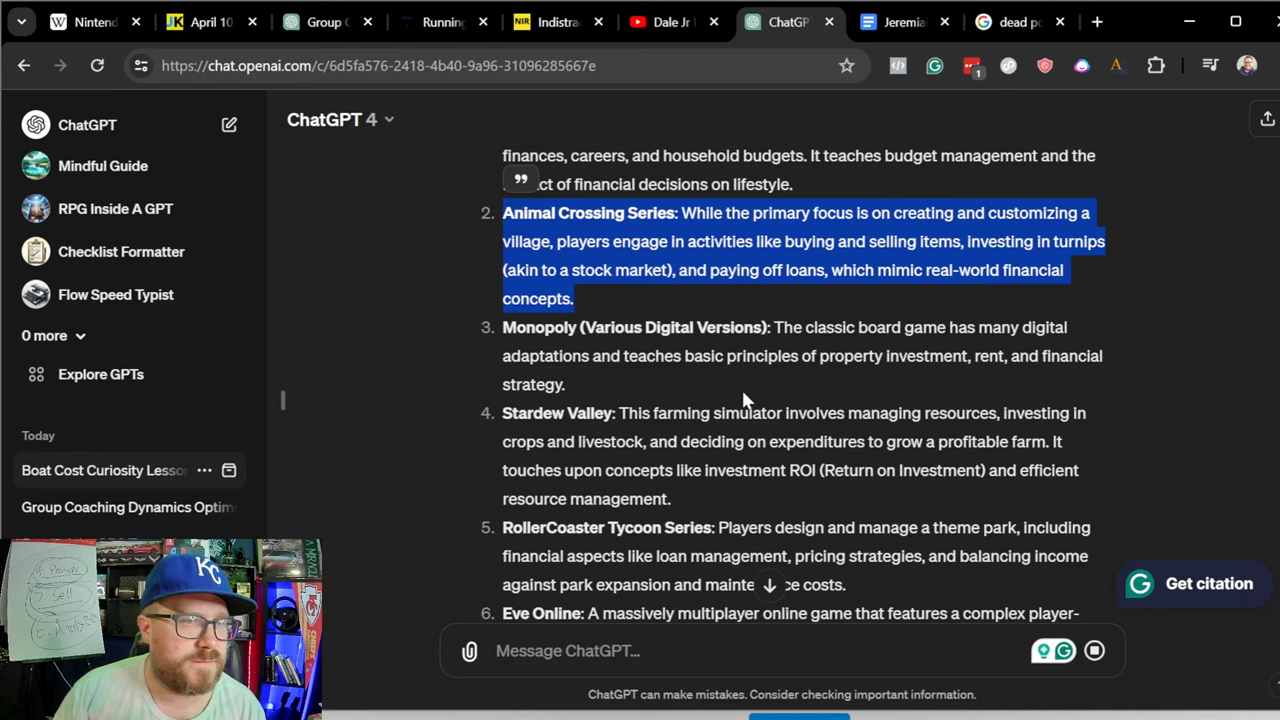 Nintend
April 10
Group C
Running
Indistra
Dale Jr
ChatGP
Jeremia
dead po
https://chat.openai.com/c/6d5fa576-2418-4b40-9a96-31096285667e
1
ChatGPT
Mindful Guide
RPG Inside A GPT
Checklist Formatter
Flow Speed Typist
0 more
Explore GPTs
Today
Boat Cost Curiosity Lesso
Group Coaching Dynamics Optim
ChatGPT 4
finances, careers, and household budgets. It teaches budget management and the
ct of financial decisions on lifestyle.
2. Animal Crossing Series: While the primary focus is on creating and customizing a
village, players engage in activities like buying and selling items, investing in turnips
(akin to a stock market), and paying off loans, which mimic real-world financial
concepts.
3. Monopoly (Various Digital Versions): The classic board game has many digital
adaptations and teaches basic principles of property investment, rent, and financial
strategy.
4. Stardew Valley: This farming simulator involves managing resources, investing in
crops and livestock, and deciding on expenditures to grow a profitable farm. It
touches upon concepts like investment ROI (Return on Investment) and efficient
resource management.
5. RollerCoaster Tycoon Series: Players design and manage a theme park, including
financial aspects like loan management, pricing strategies, and balancing income
against park expansion and mainte ce costs.
6. Eve Online: A massively multiplayer online game that features a complex player-
Get citation
Message ChatGPT...
ChatGPT can make mistakes. Consider checking important information.
KC